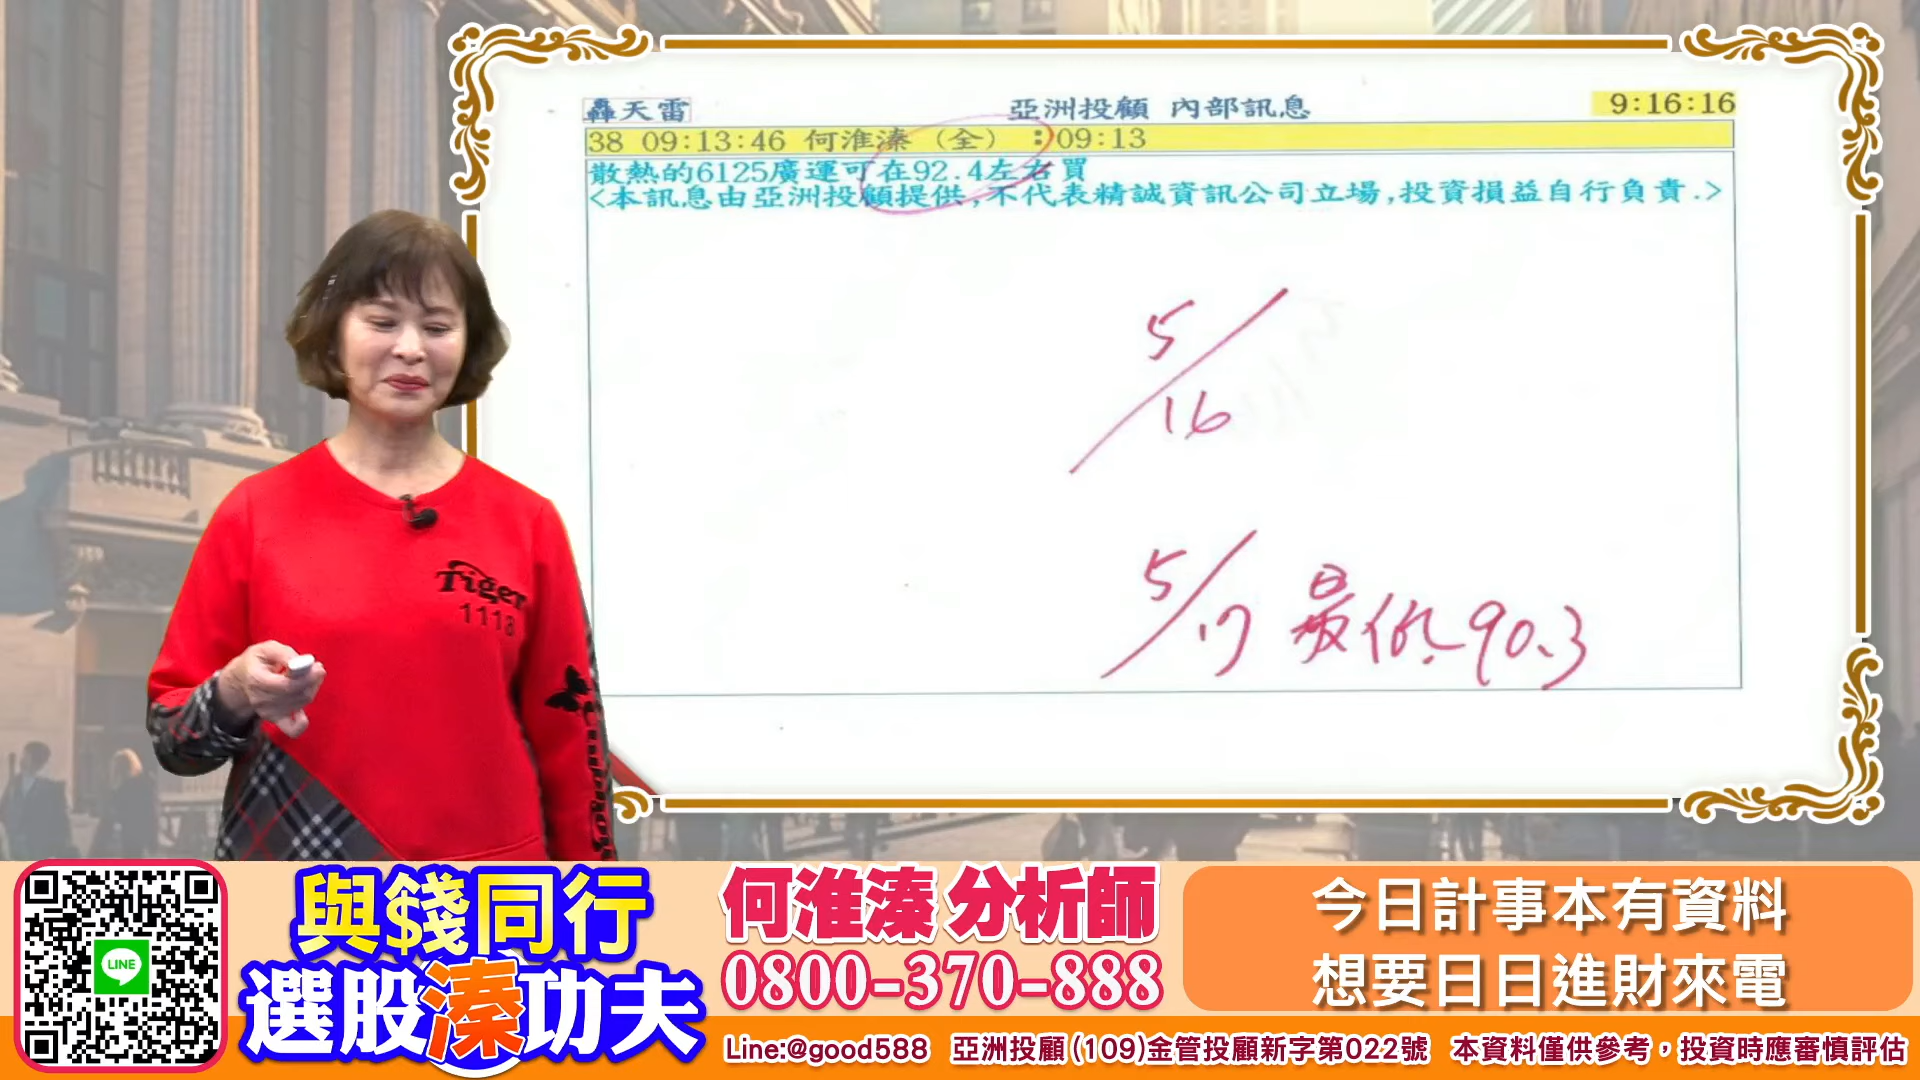 轟天雷 亞洲投顧 內部訊息 9:16:16
38 09:13:46 何淮溱（全）：09:13
散熱的6125廣運可在92.4左右買
<本訊息由亞洲投顧提供,不代表精誠資訊公司立場,投資損益自行負責.>
5/16
5/17 最低90.3
Tiger
111
LINE
與錢同行
選股溱功夫
何淮溱 分析師
0800-370-888
今日計事本有資料
想要日日進財來電
Line:@good588 亞洲投顧(109)金管投顧新字第022號 本資料僅供參考，投資時應審慎評估